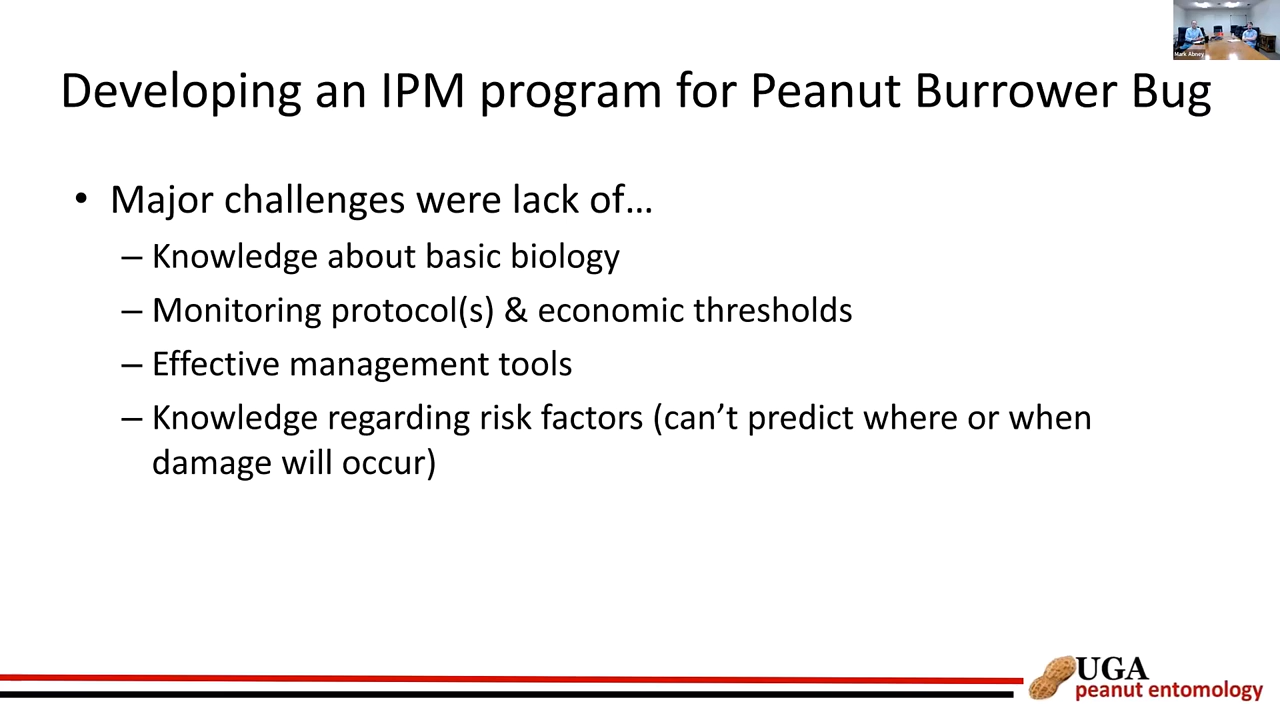 Mark Abney
Developing an IPM program for Peanut Burrower Bug
• Major challenges were lack of…
– Knowledge about basic biology
– Monitoring protocol(s) & economic thresholds
– Effective management tools
– Knowledge regarding risk factors (can’t predict where or when
damage will occur)
UGA
peanut entomology